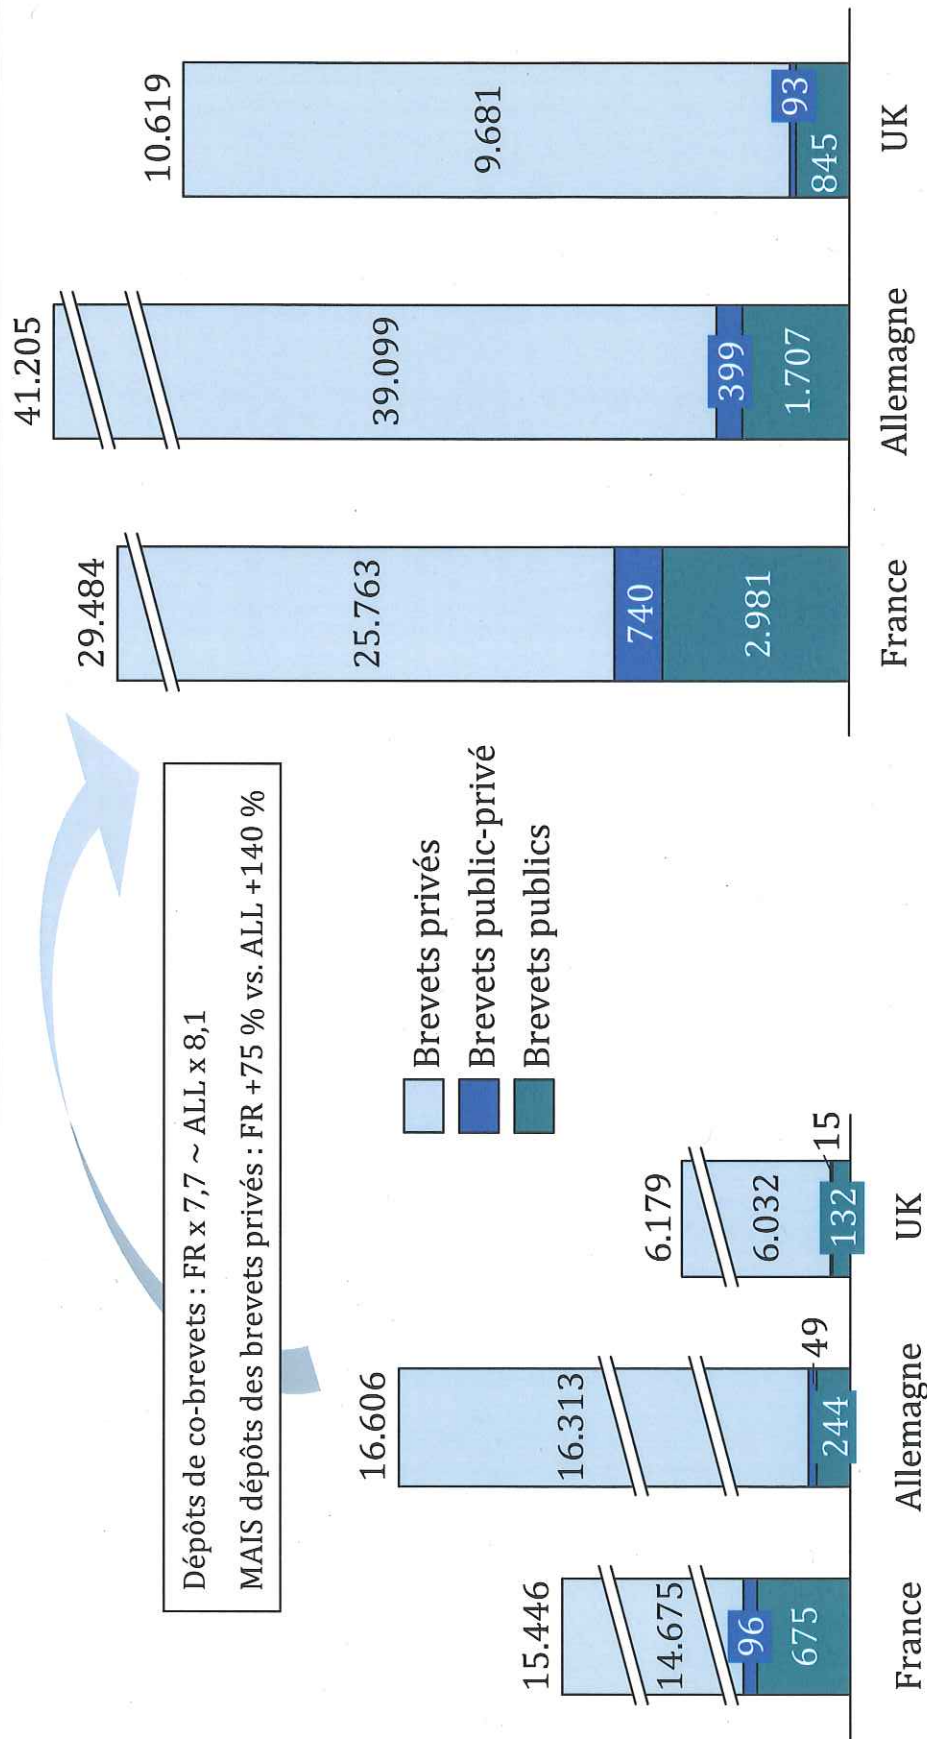 Dépôts de co-brevets : FR x 7,7 ~ ALL x 8,1
MAIS dépôts des brevets privés : FR +75 % vs. ALL +140 %
15.446
14.675
96
675
France
16.606
16.313
49
244
Allemagne
6.179
6.032
15
132
UK
Brevets privés
Brevets public-privé
Brevets publics
29.484
25.763
740
2.981
France
41.205
39.099
399
1.707
Allemagne
10.619
9.681
93
845
UK